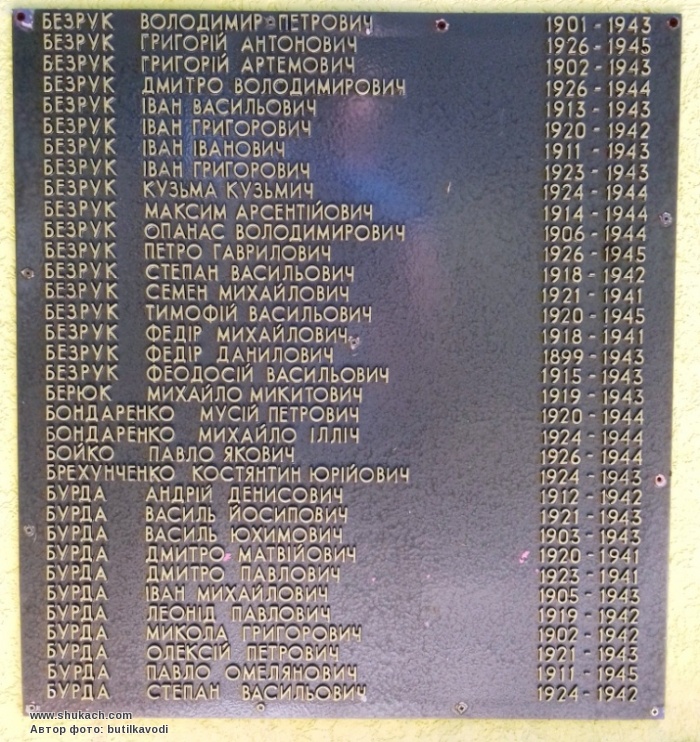 БЕЗРУК ВОЛОДИМИР ПЕТРОВИЧ 1901-1943
БЕЗРУК ГРИГОРІЙ АНТОНОВИЧ 1926-1945
БЕЗРУК ГРИГОРІЙ АРТЕМОВИЧ 1902-1943
БЕЗРУК ДМИТРО ВОЛОДИМИРОВИЧ 1926-1944
БЕЗРУК ІВАН ВАСИЛЬОВИЧ 1913-1943
БЕЗРУК ІВАН ГРИГОРОВИЧ 1920-1942
БЕЗРУК ІВАН ІВАНОВИЧ 1911-1943
БЕЗРУК ІВАН ГРИГОРОВИЧ 1923-1943
БЕЗРУК КУЗЬМА КУЗЬМИЧ 1924-1944
БЕЗРУК МАКСИМ АРСЕНТІЙОВИЧ 1914-1944
БЕЗРУК ОПАНАС ВОЛОДИМИРОВИЧ 1906-1944
БЕЗРУК ПЕТРО ГАВРИЛОВИЧ 1926-1945
БЕЗРУК СТЕПАН ВАСИЛЬОВИЧ 1918-1942
БЕЗРУК СЕМЕН МИХАЙЛОВИЧ 1921-1941
БЕЗРУК ТИМОФІЙ ВАСИЛЬОВИЧ 1920-1945
БЕЗРУК ФЕДІР МИХАЙЛОВИЧ 1918-1941
БЕЗРУК ФЕДІР ДАНИЛОВИЧ 1899-1943
БЕЗРУК ФЕОДОСІЙ ВАСИЛЬОВИЧ 1915-1943
БЕРЮК МИХАЙЛО МИКИТОВИЧ 1919-1943
БОНДАРЕНКО МУСІЙ ПЕТРОВИЧ 1920-1944
БОНДАРЕНКО МИХАЙЛО ІЛЛІЧ 1924-1944
БОЙКО ПАВЛО ЯКОВИЧ 1926-1944
БРЕХУНЧЕНКО КОСТЯНТИН ЮРІЙОВИЧ 1924-1943
БУРДА АНДРІЙ ДЕНИСОВИЧ 1912-1942
БУРДА ВАСИЛЬ ЙОСИПОВИЧ 1921-1943
БУРДА ВАСИЛЬ ЮХИМОВИЧ 1903-1943
БУРДА ДМИТРО МАТВІЙОВИЧ 1920-1941
БУРДА ДМИТРО ПАВЛОВИЧ 1923-1941
БУРДА ІВАН МИХАЙЛОВИЧ 1905-1943
БУРДА ЛЕОНІД ПАВЛОВИЧ 1919-1942
БУРДА МИКОЛА ГРИГОРОВИЧ 1902-1942
БУРДА ОЛЕКСІЙ ПЕТРОВИЧ 1921-1943
БУРДА ПАВЛО ОМЕЛЯНОВИЧ 1911-1945
БУРДА СТЕПАН ВАСИЛЬОВИЧ 1924-1942
www.shukach.com
Автор фото: butilkavodi